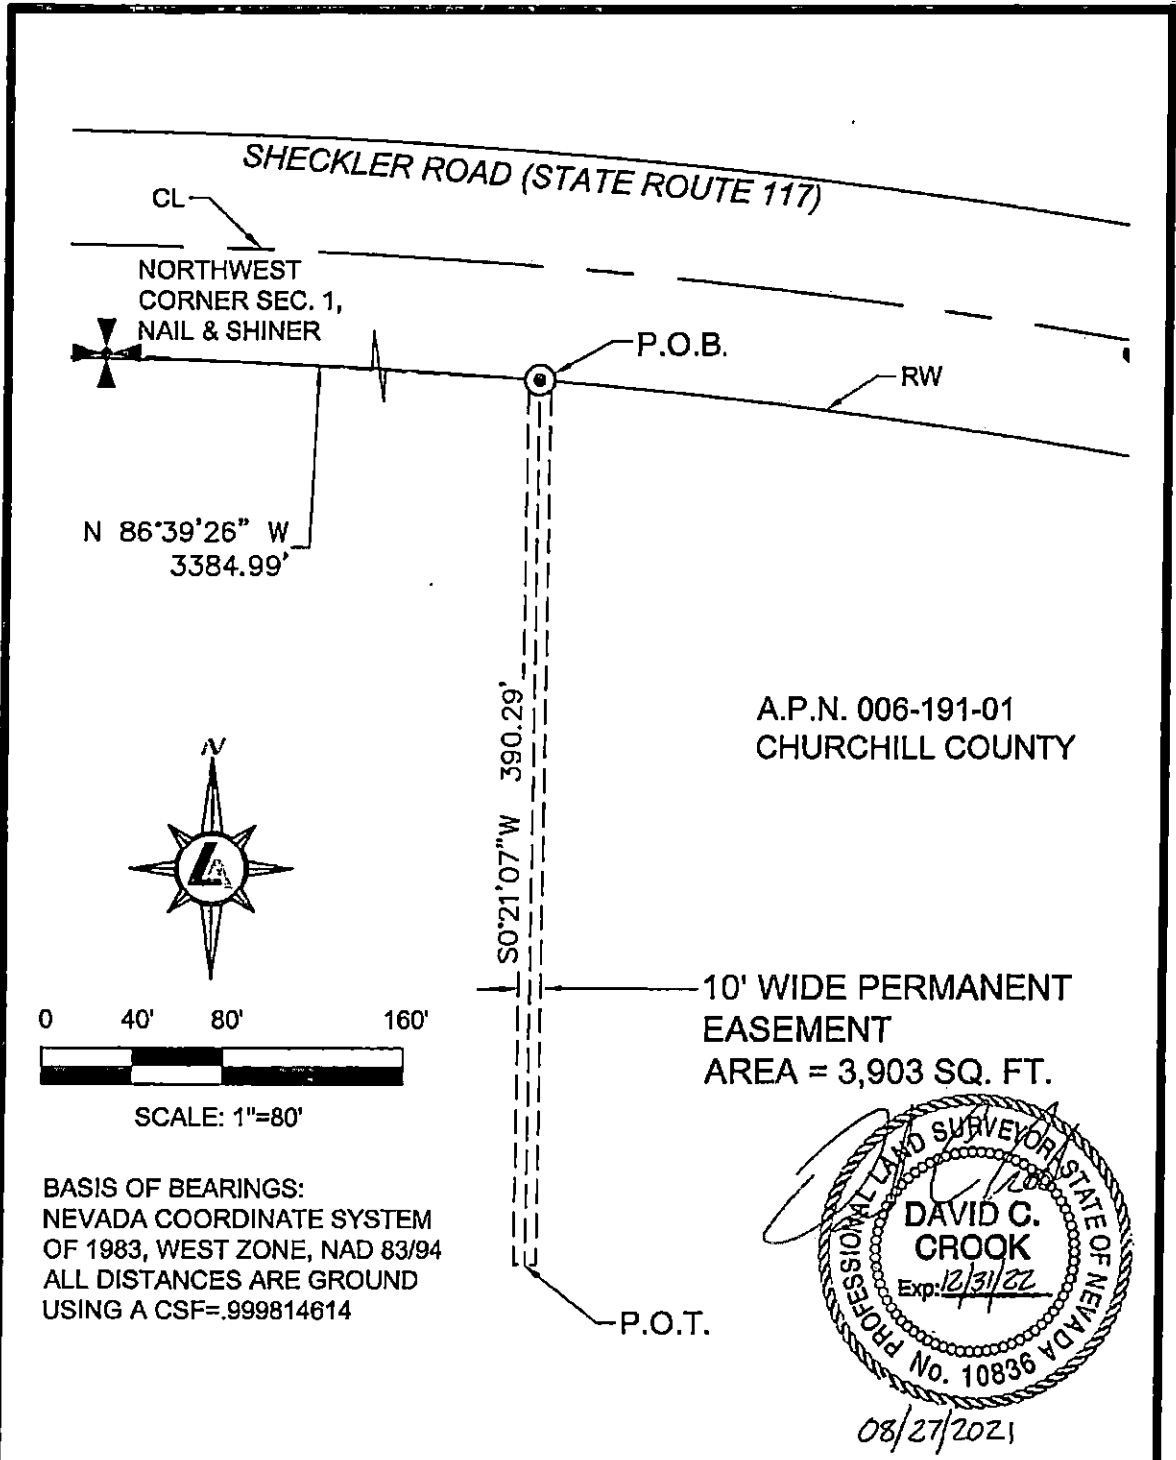 SHECKLER ROAD (STATE ROUTE 117)
CL
NORTHWEST
CORNER SEC. 1,
NAIL & SHINER
P.O.B.
RW
N 86°39'26" W
3384.99'
S0°21'07"W 390.29'
A.P.N. 006-191-01
CHURCHILL COUNTY
N
LA
0 40' 80' 160'
SCALE: 1"=80'
10' WIDE PERMANENT
EASEMENT
AREA = 3,903 SQ. FT.
BASIS OF BEARINGS:
NEVADA COORDINATE SYSTEM
OF 1983, WEST ZONE, NAD 83/94
ALL DISTANCES ARE GROUND
USING A CSF=.999814614
P.O.T.
PROFESSIONAL LAND SURVEYOR STATE OF NEVADA
DAVID C.
CROOK
Exp: 12/31/22
No. 10836
08/27/2021